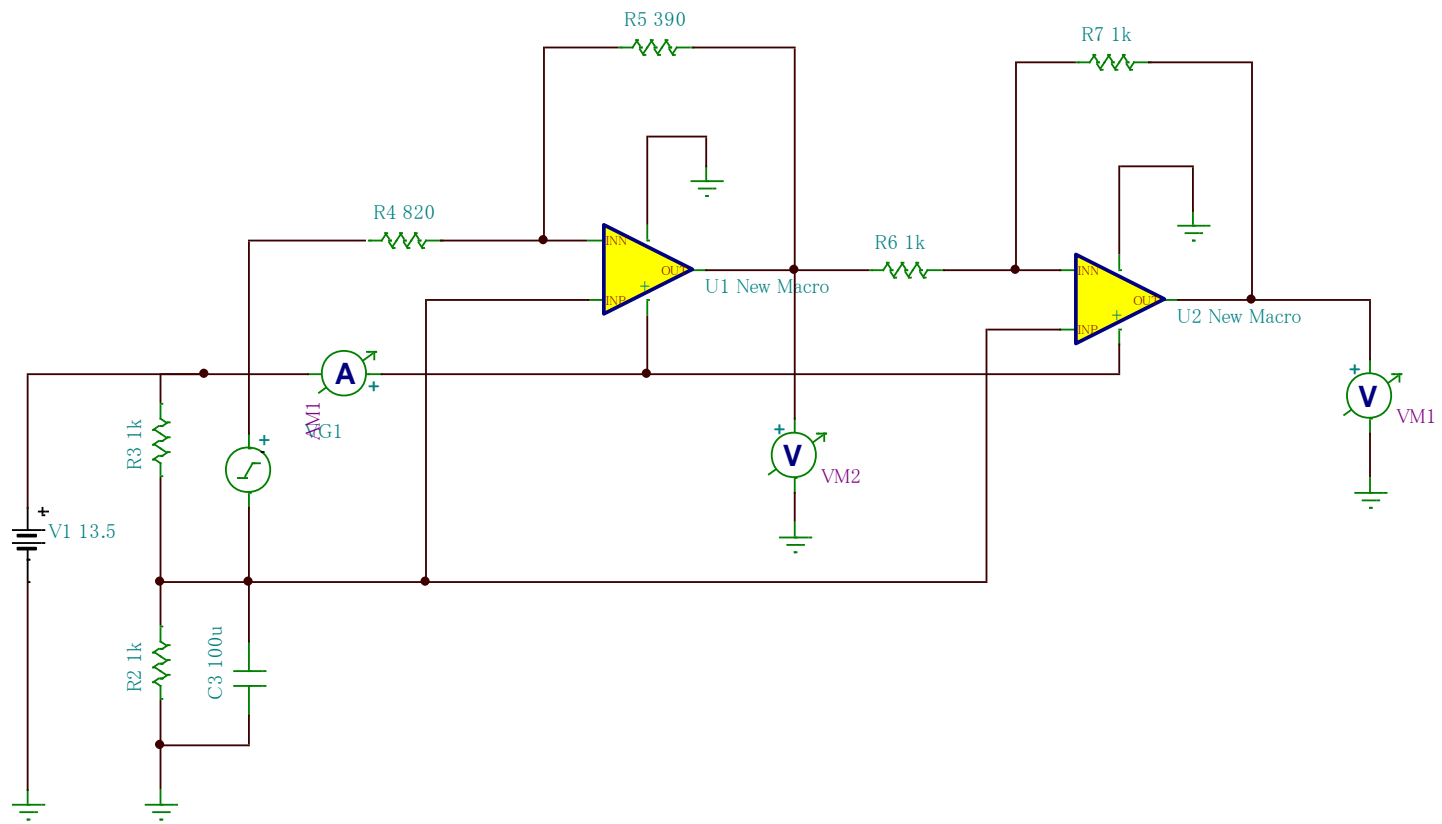 R5 390
R7 1k
R4 820
INN
OUT
+
INP
U1 New Macro
R6 1k
INN
OUT
+
INP
U2 New Macro
A
+
AM1
VG1
+
R3 1k
+
V
VM2
+
V
VM1
+
V1 13.5
R2 1k
C3 100u